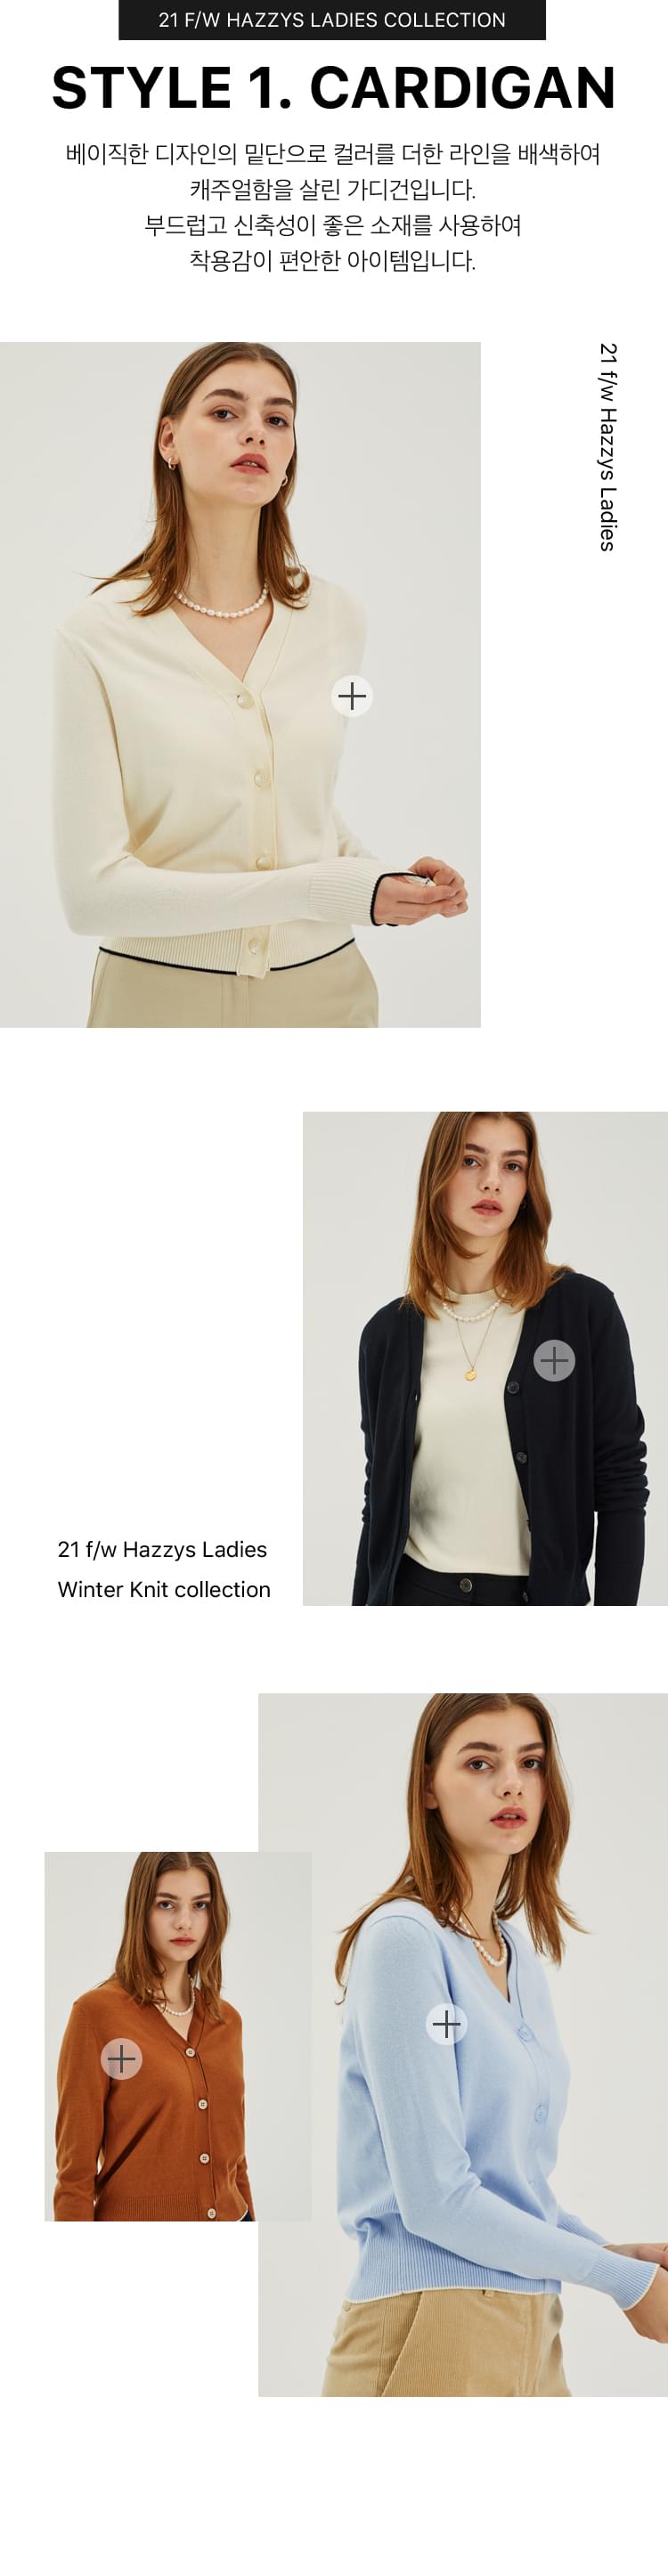 21 F/W HAZZYS LADIES COLLECTION
STYLE 1. CARDIGAN
베이직한 디자인의 밑단으로 컬러를 더한 라인을 배색하여
캐주얼함을 살린 가디건입니다.
부드럽고 신축성이 좋은 소재를 사용하여
착용감이 편안한 아이템입니다.
21 f/w Hazzys Ladies
21 f/w Hazzys Ladies
Winter Knit collection